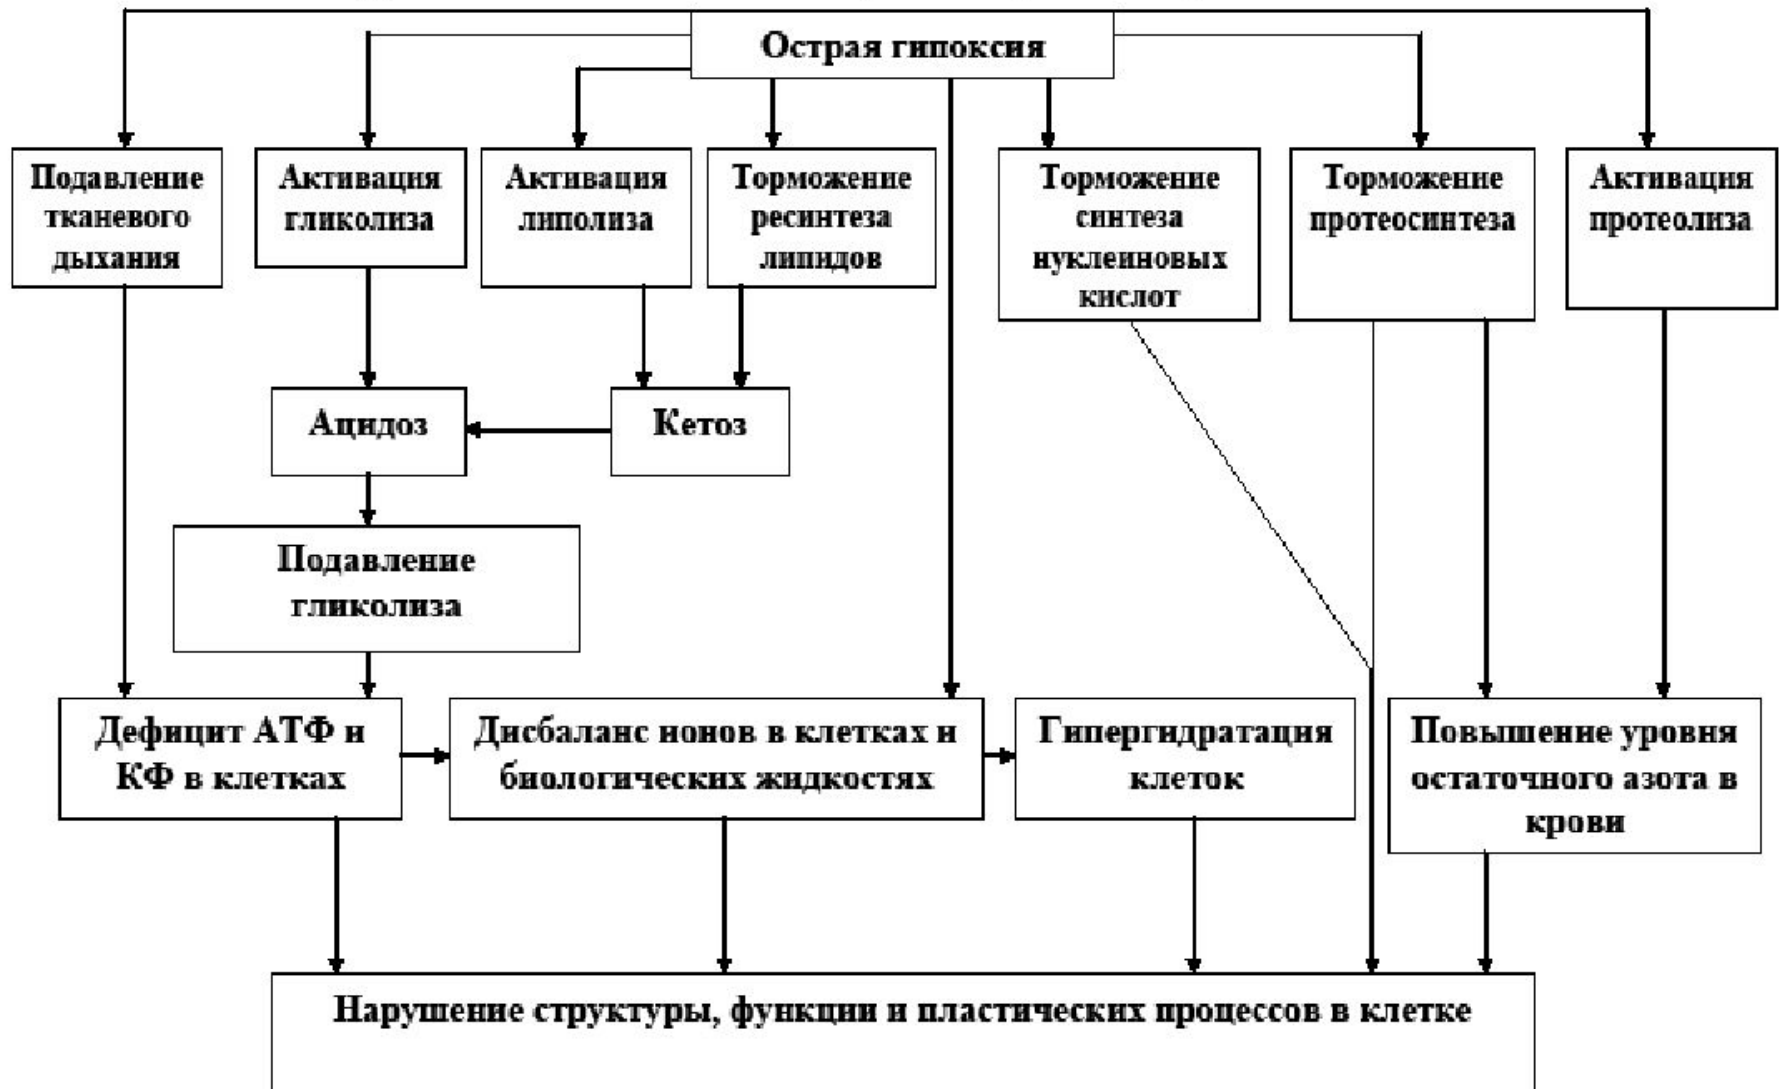 Острая гипоксия
Подавление
тканевого
дыхания
Активация
гликолиза
Активация
липолиза
Торможение
ресинтеза
липидов
Торможение
синтеза
нуклеиновых
кислот
Торможение
протеосинтеза
Активация
протеолиза
Ацидоз
Кетоз
Подавление
гликолиза
Дефицит АТФ и
КФ в клетках
Дисбаланс ионов в клетках и
биологических жидкостях
Гипергидратация
клеток
Повышение уровня
остаточного азота в
крови
Нарушение структуры, функции и пластических процессов в клетке